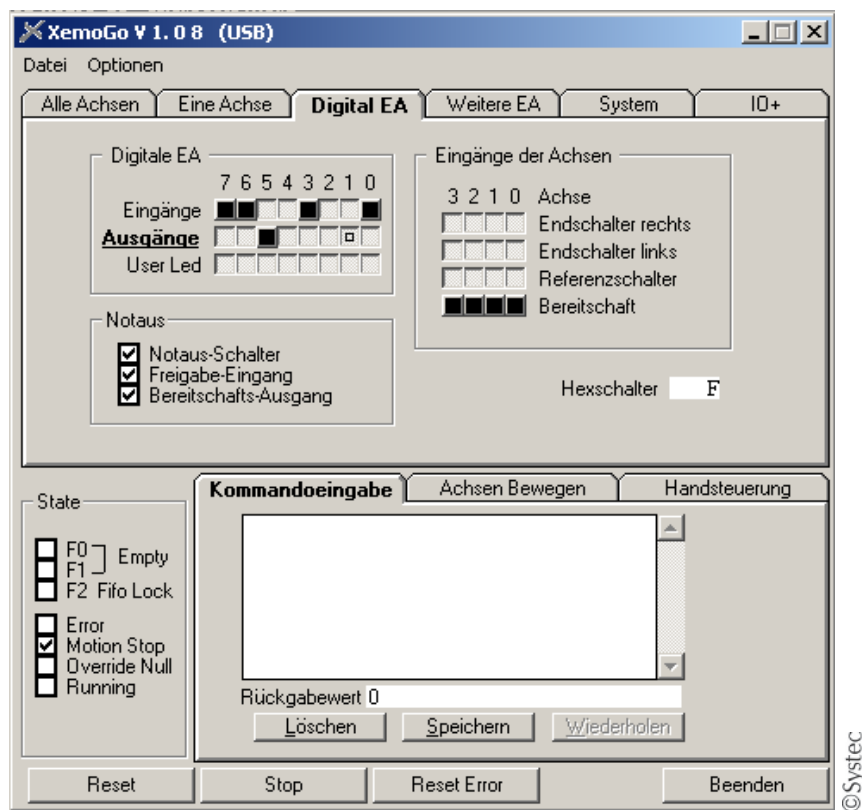 XemoGo V 1.08 (USB)
Datei Optionen
Alle Achsen Eine Achse Digital EA Weitere EA System IO+
Digitale EA
7 6 5 4 3 2 1 0
Eingänge
Ausgänge
User Led
Eingänge der Achsen
3 2 1 0 Achse
Endschalter rechts
Endschalter links
Referenzschalter
Bereitschaft
Notaus
Notaus-Schalter
Freigabe-Eingang
Bereitschafts-Ausgang
Hexschalter F
State
F0
F1
Empty
F2 Fifo Lock
Error
Motion Stop
Override Null
Running
Kommandoeingabe Achsen Bewegen Handsteuerung
Rückgabewert 0
Löschen Speichern Wiederholen
Reset Stop Reset Error Beenden
©Systec